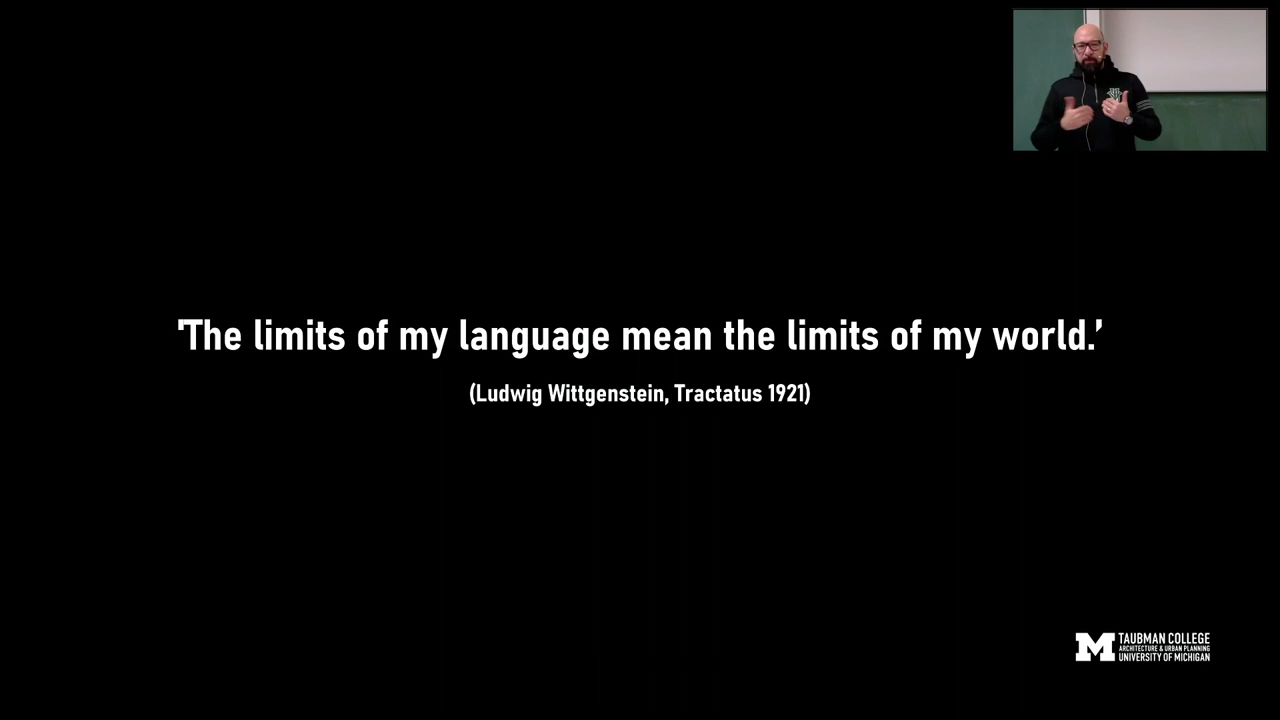 'The limits of my language mean the limits of my world.’
(Ludwig Wittgenstein, Tractatus 1921)
M TAUBMAN COLLEGE
ARCHITECTURE & URBAN PLANNING
UNIVERSITY OF MICHIGAN